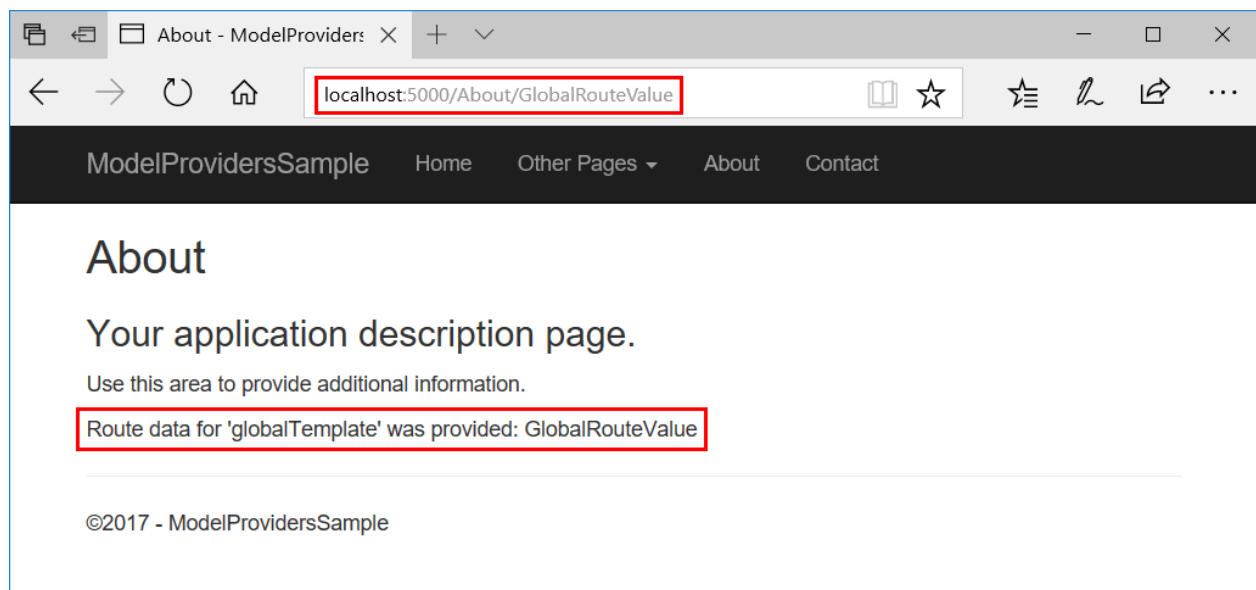 About - ModelProviders
localhost:5000/About/GlobalRouteValue
ModelProvidersSample Home Other Pages About Contact
About
Your application description page.
Use this area to provide additional information.
Route data for 'globalTemplate' was provided: GlobalRouteValue
©2017 - ModelProvidersSample